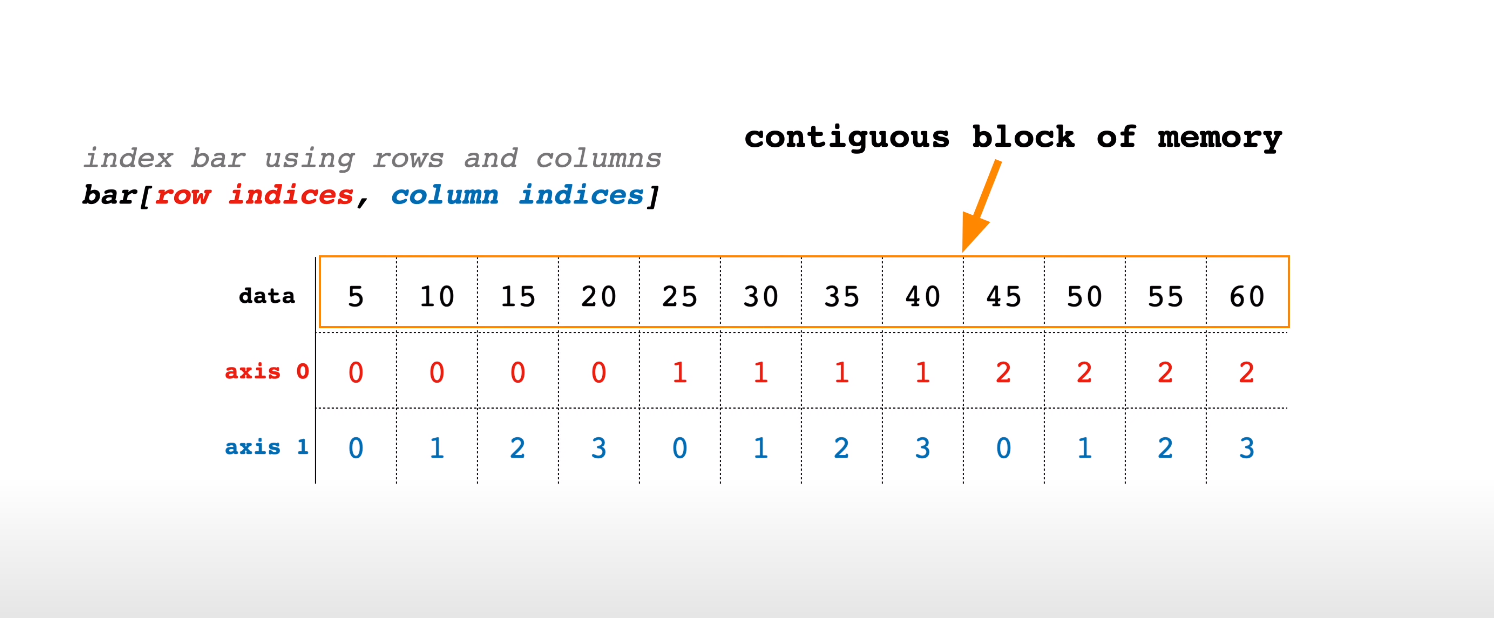 contiguous block of memory
index bar using rows and columns
bar[row indices, column indices]
data 5 10 15 20 25 30 35 40 45 50 55 60
axis 0 0 0 0 0 1 1 1 1 2 2 2 2
axis 1 0 1 2 3 0 1 2 3 0 1 2 3